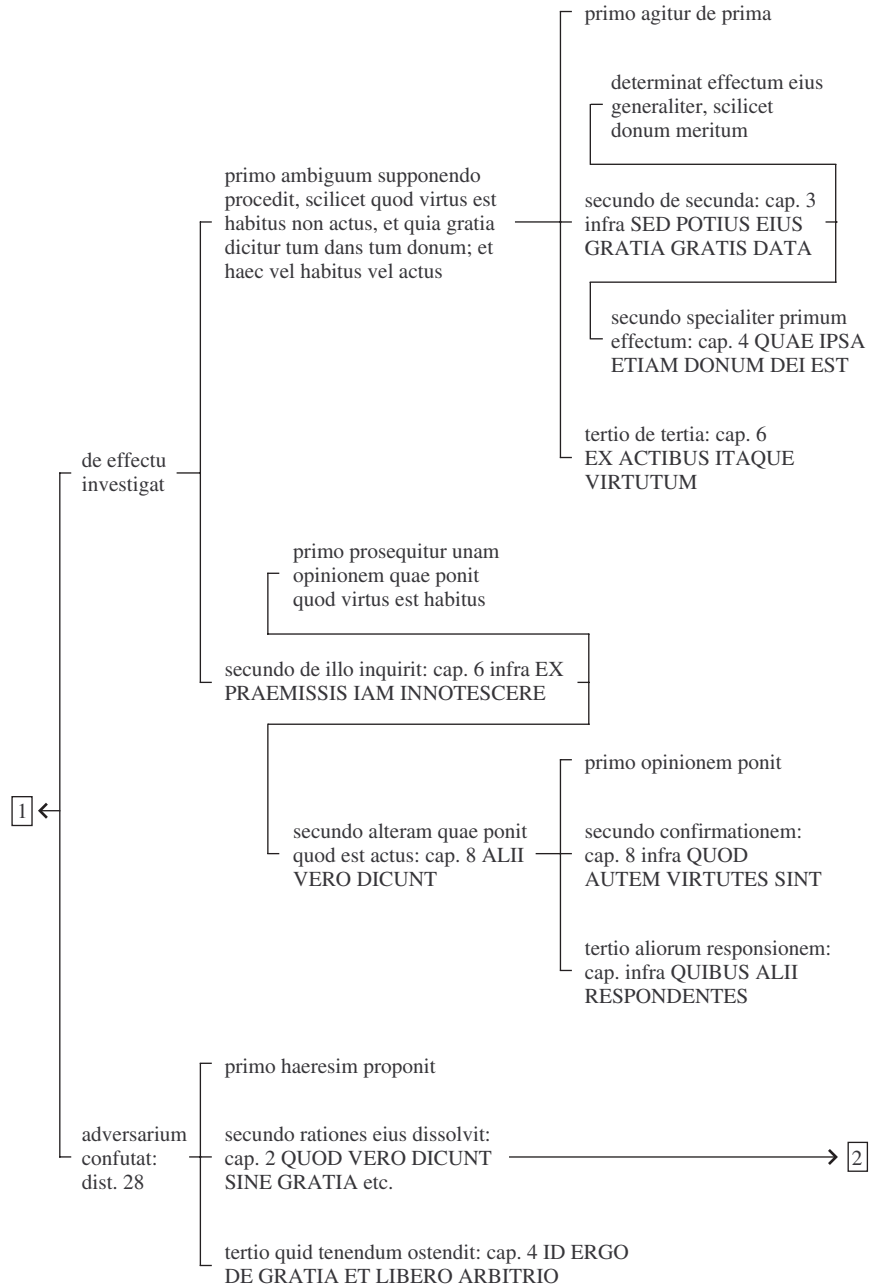 primo agitur de prima
determinat effectum eius
generaliter, scilicet
donum meritum
primo ambiguum supponendo
procedit, scilicet quod virtus est
habitus non actus, et quia gratia
dicitur tum dans tum donum; et
haec vel habitus vel actus
secundo de secunda: cap. 3
infra SED POTIUS EIUS
GRATIA GRATIS DATA
secundo specialiter primum
effectum: cap. 4 QUAE IPSA
ETIAM DONUM DEI EST
tertio de tertia: cap. 6
EX ACTIBUS ITAQUE
VIRTUTUM
de effectu
investigat
primo prosequitur unam
opinionem quae ponit
quod virtus est habitus
secundo de illo inquirit: cap. 6 infra EX
PRAEMISSIS IAM INNOTESCERE
primo opinionem ponit
1
secundo alteram quae ponit
quod est actus: cap. 8 ALII
VERO DICUNT
secundo confirmationem:
cap. 8 infra QUOD
AUTEM VIRTUTES SINT
tertio aliorum responsionem:
cap. infra QUIBUS ALII
RESPONDENTES
primo haeresim proponit
adversarium
confutat:
dist. 28
secundo rationes eius dissolvit:
cap. 2 QUOD VERO DICUNT
SINE GRATIA etc.
2
tertio quid tenendum ostendit: cap. 4 ID ERGO
DE GRATIA ET LIBERO ARBITRIO